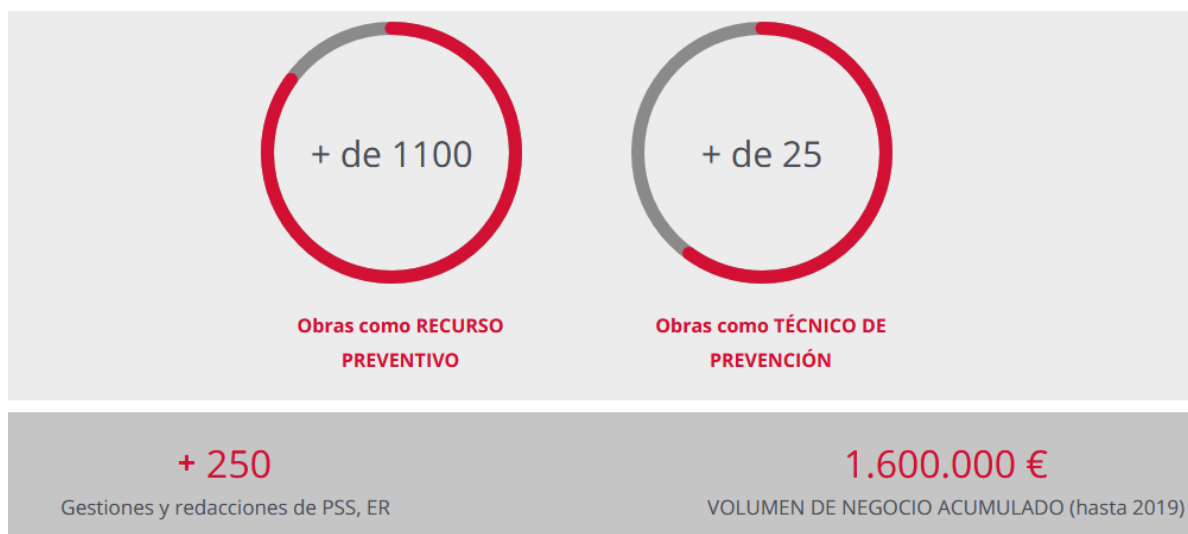 + de 1100
+ de 25
Obras como RECURSO
PREVENTIVO
Obras como TÉCNICO DE
PREVENCIÓN
+ 250
Gestiones y redacciones de PSS, ER
1.600.000 €
VOLUMEN DE NEGOCIO ACUMULADO (hasta 2019)